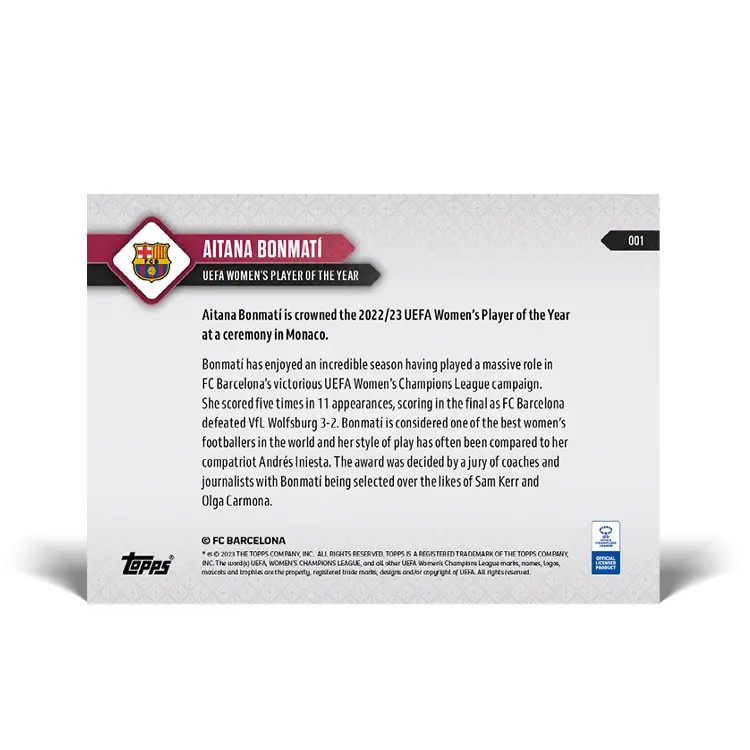 AITANA BONMATÍ
001
UEFA WOMEN'S PLAYER OF THE YEAR
Aitana Bonmatí is crowned the 2022/23 UEFA Women's Player of the Year
at a ceremony in Monaco.
Bonmatí has enjoyed an incredible season having played a massive role in
FC Barcelona's victorious UEFA Women's Champions League campaign.
She scored five times in 11 appearances, scoring in the final as FC Barcelona
defeated VfL Wolfsburg 3-2. Bonmatí is considered one of the best women's
footballers in the world and her style of play has often been compared to her
compatriot Andrés Iniesta. The award was decided by a jury of coaches and
journalists with Bonmatí being selected over the likes of Sam Kerr and
Olga Carmona.
© FC BARCELONA
® & © 2023 THE TOPPS COMPANY, INC. ALL RIGHTS RESERVED. TOPPS IS A REGISTERED TRADEMARK OF THE TOPPS COMPANY,
INC. The word(s) UEFA, WOMEN'S CHAMPIONS LEAGUE, and all other UEFA Women's Champions League marks, names, logos,
mascots and trophies are the property, registered trade marks, designs and/or copyright of UEFA. All rights reserved.
topps®
FCB
OFFICIAL
LICENSED
PRODUCT